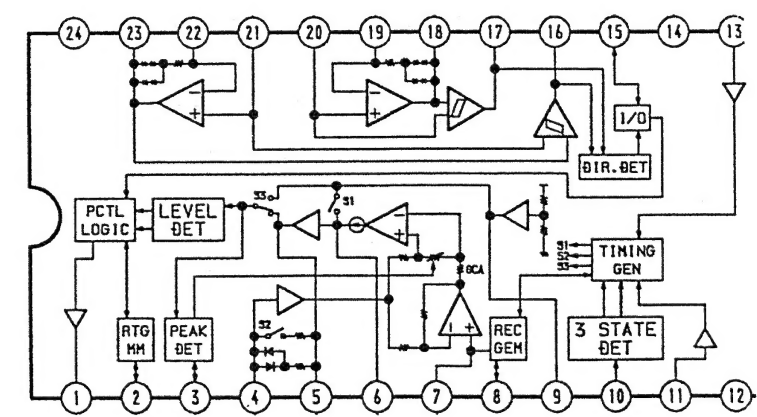 24 23 22 21 20 19 18 17 16 15 14 13
I/O
DIR.DET
PCTL
LOGIC
LEVEL
DET
S3
S1
S1
S2
S3
TIMING
GEN
GCA
S2
RTG
MM
PEAK
DET
REC
GEM
3 STATE
DET
1 2 3 4 5 6 7 8 9 10 11 12